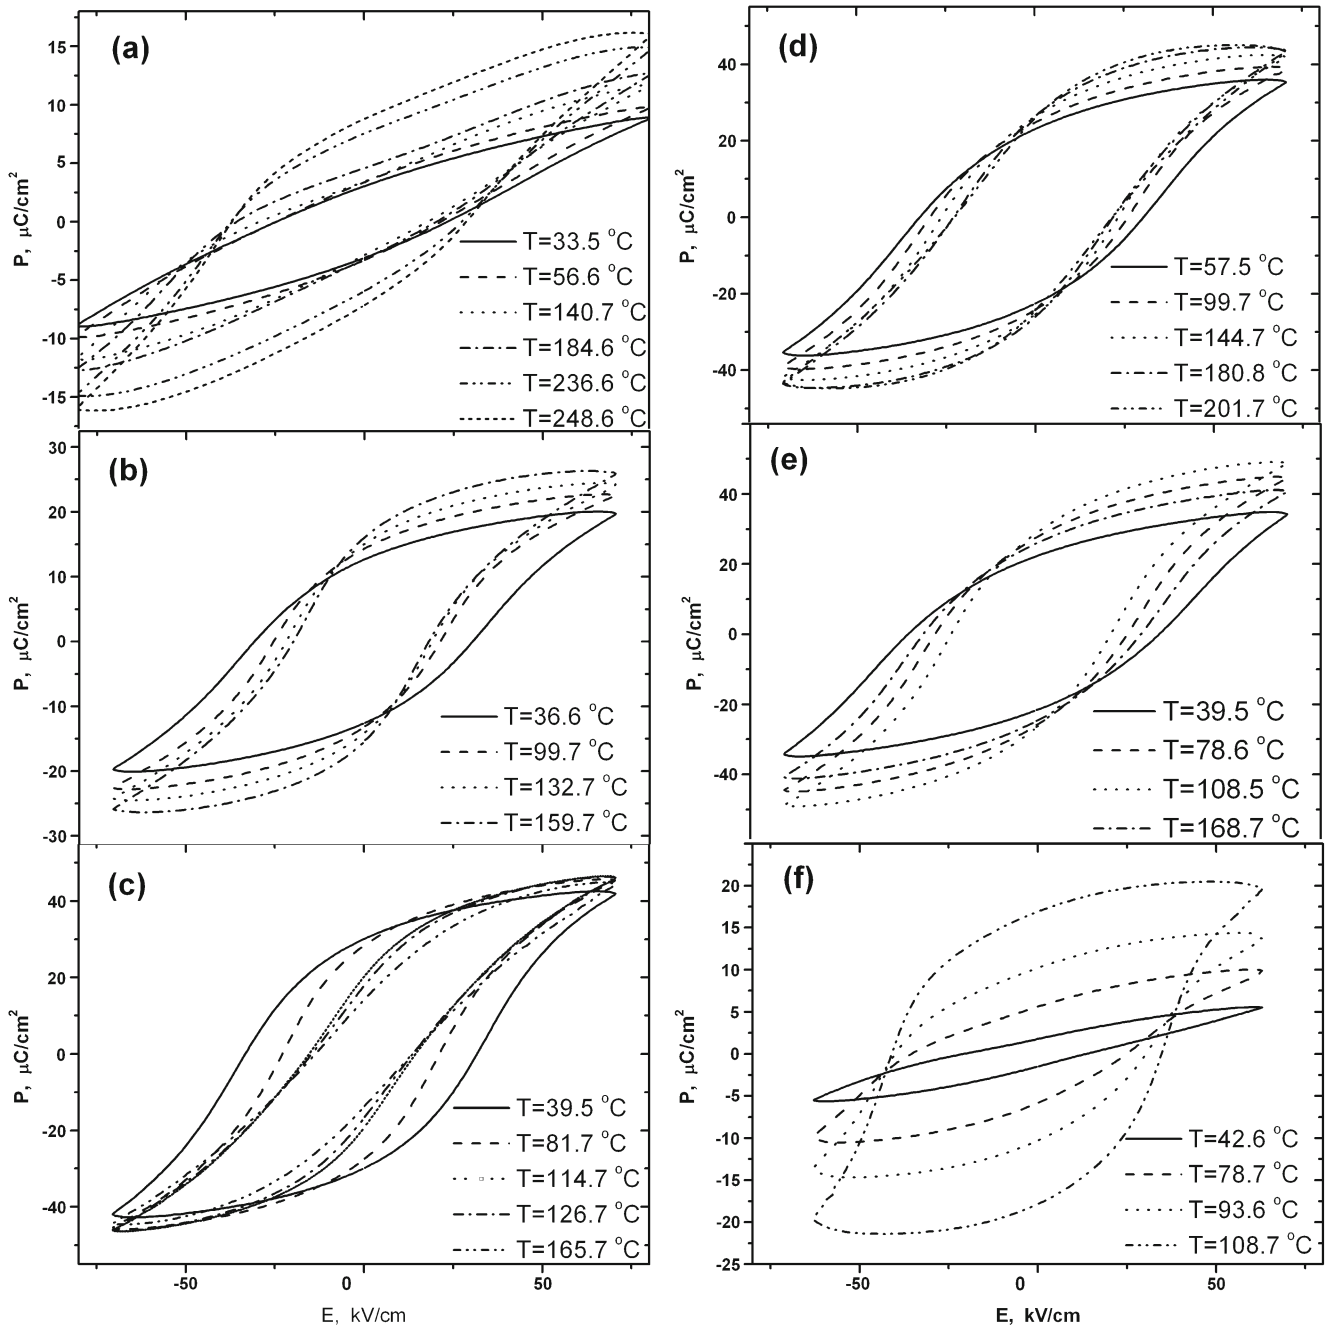 (a)
15
10
5
0
-5
-10
-15
P, μC/cm²
T=33.5 °C
T=56.6 °C
T=140.7 °C
T=184.6 °C
T=236.6 °C
T=248.6 °C
(b)
30
20
10
0
-10
-20
-30
P, μC/cm²
T=36.6 °C
T=99.7 °C
T=132.7 °C
T=159.7 °C
(c)
40
20
0
-20
-40
P, μC/cm²
T=39.5 °C
T=81.7 °C
T=114.7 °C
T=126.7 °C
T=165.7 °C
-50 0 50
E, kV/cm
(d)
40
20
0
-20
-40
P, μC/cm²
T=57.5 °C
T=99.7 °C
T=144.7 °C
T=180.8 °C
T=201.7 °C
(e)
40
20
0
-20
-40
P, μC/cm²
T=39.5 °C
T=78.6 °C
T=108.5 °C
T=168.7 °C
(f)
20
15
10
5
0
-5
-10
-15
-20
-25
P, μC/cm²
T=42.6 °C
T=78.7 °C
T=93.6 °C
T=108.7 °C
-50 0 50
E, kV/cm